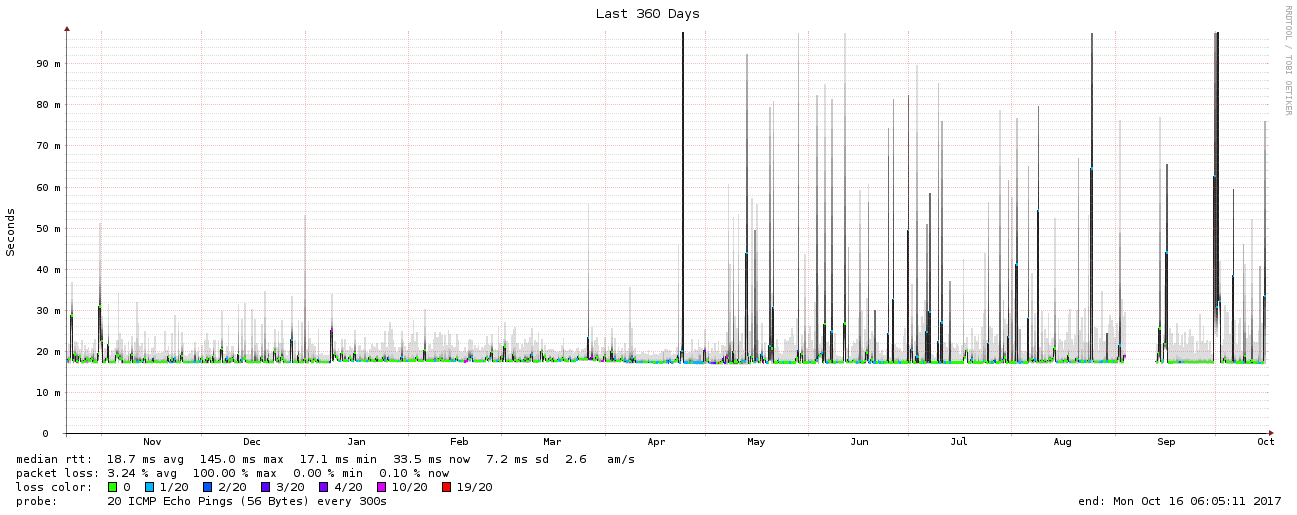 Last 360 Days
RRDTOOL / TOBI OETIKER
Seconds
90 m
80 m
70 m
60 m
50 m
40 m
30 m
20 m
10 m
0
Nov Dec Jan Feb Mar Apr May Jun Jul Aug Sep Oct
median rtt: 18.7 ms avg 145.0 ms max 17.1 ms min 33.5 ms now 7.2 ms sd 2.6 am/s
packet loss: 3.24 % avg 100.00 % max 0.00 % min 0.10 % now
loss color: 0 1/20 2/20 3/20 4/20 10/20 19/20
probe: 20 ICMP Echo Pings (56 Bytes) every 300s end: Mon Oct 16 06:05:11 2017